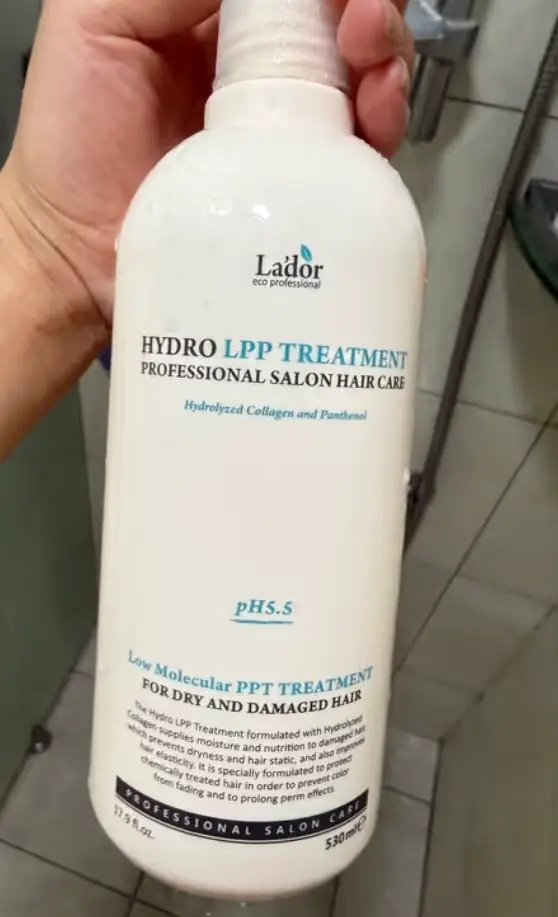 La'dor
eco professional
HYDRO LPP TREATMENT
PROFESSIONAL SALON HAIR CARE
Hydrolyzed Collagen and Panthenol
pH5.5
Low Molecular PPT TREATMENT
FOR DRY AND DAMAGED HAIR
The Hydro LPP Treatment formulated with Hydrolyzed
Collagen supplies moisture and nutrition to damaged hair,
which prevents dryness and hair static, and also improves
hair elasticity. It is specially formulated to protect
chemically treated hair in order to prevent color
from fading and to prolong perm effects.
PROFESSIONAL SALON CARE
17.9 fl.oz.
530ml℮